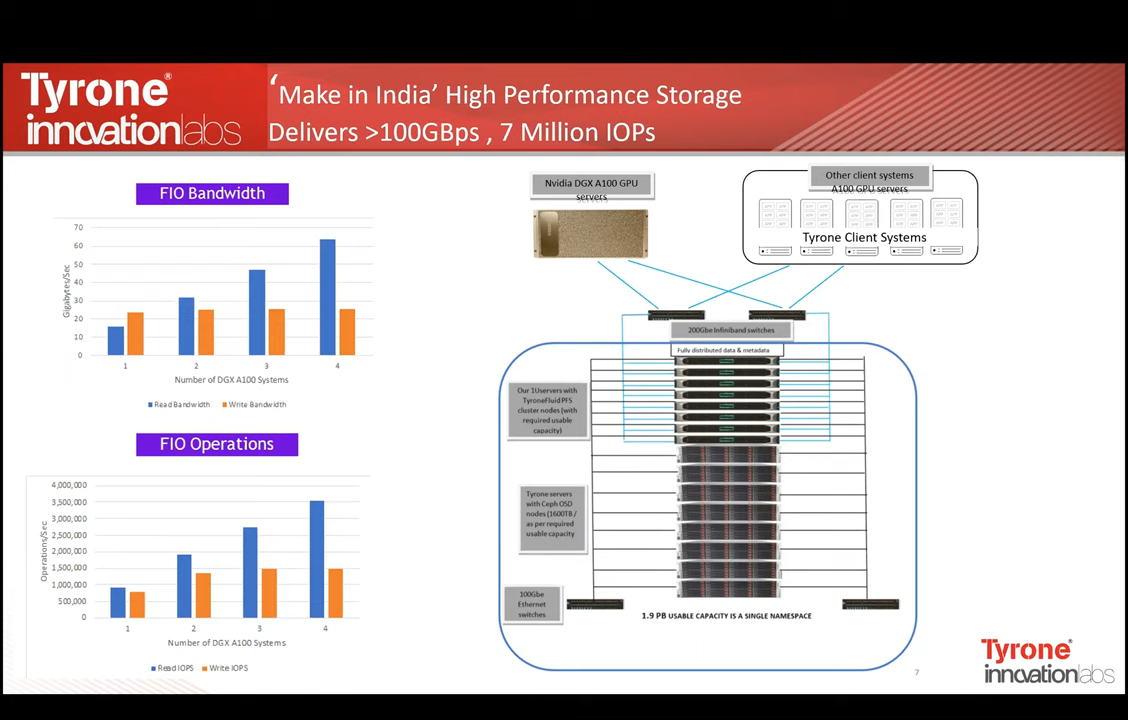 Tyrone®
innovationlabs
‘Make in India’ High Performance Storage
Delivers >100GBps , 7 Million IOPs
FIO Bandwidth
Gigabytes/Sec
70
60
50
40
30
20
10
0
1 2 3 4
Number of DGX A100 Systems
Read Bandwidth Write Bandwidth
FIO Operations
Operations/Sec
4,000,000
3,500,000
3,000,000
2,500,000
2,000,000
1,500,000
1,000,000
500,000
0
1 2 3 4
Number of DGX A100 Systems
Read IOPS Write IOPS
Nvidia DGX A100 GPU
servers
Other client systems
A100 GPU servers
Tyrone Client Systems
200Gbe Infiniband switches
Fully distributed data & metadata
Our 1Uservers with
TyroneFluid PFS
cluster nodes (with
required usable
capacity)
Tyrone servers
with Ceph OSD
nodes (1600TB /
as per required
usable capacity
100Gbe
Ethernet
switches
1.9 PB USABLE CAPACITY IS A SINGLE NAMESPACE
7
Tyrone®
innovationlabs